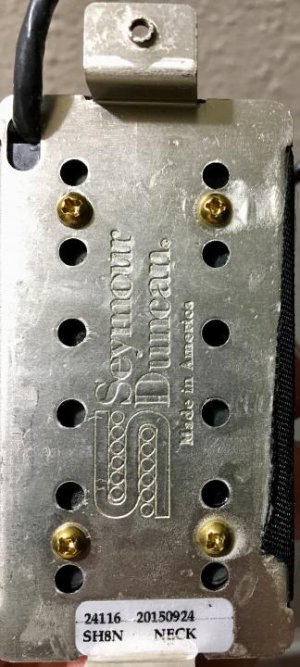 Seymour
Duncan®
Made in America
24116 20150924
SH8N NECK